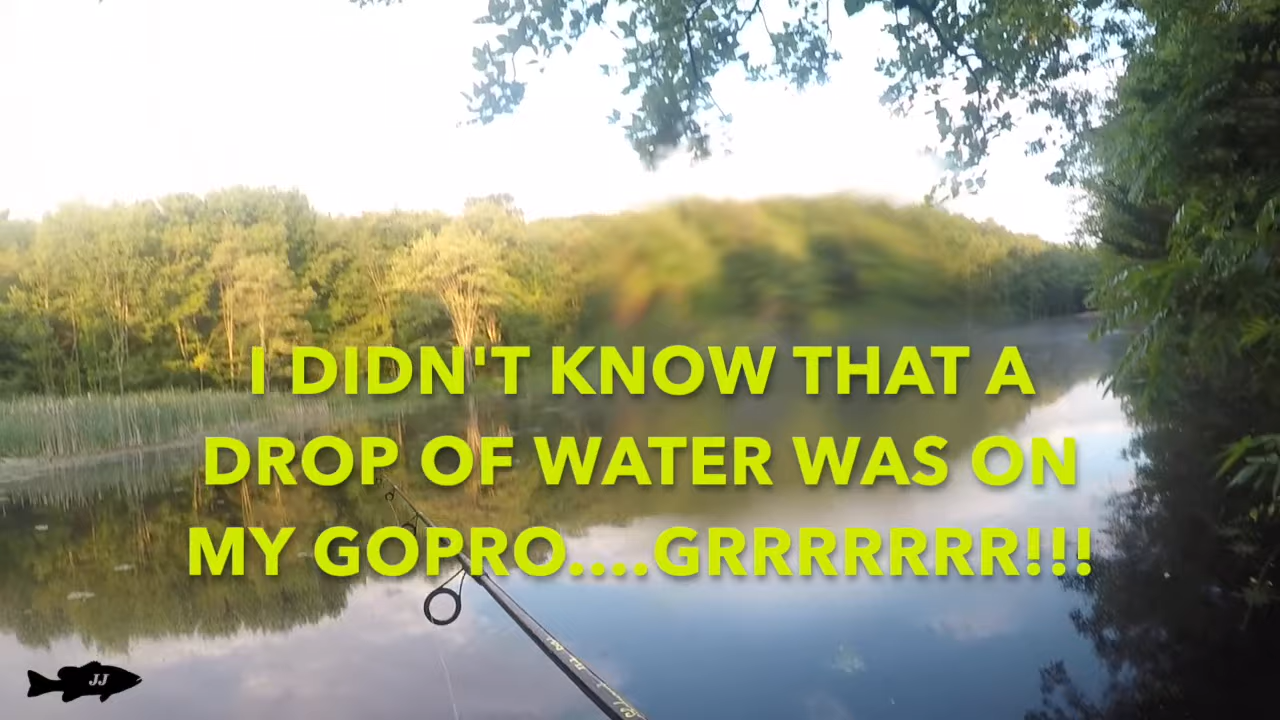 I DIDN'T KNOW THAT A
DROP OF WATER WAS ON
MY GOPRO....GRRRRRRR!!!
JJ